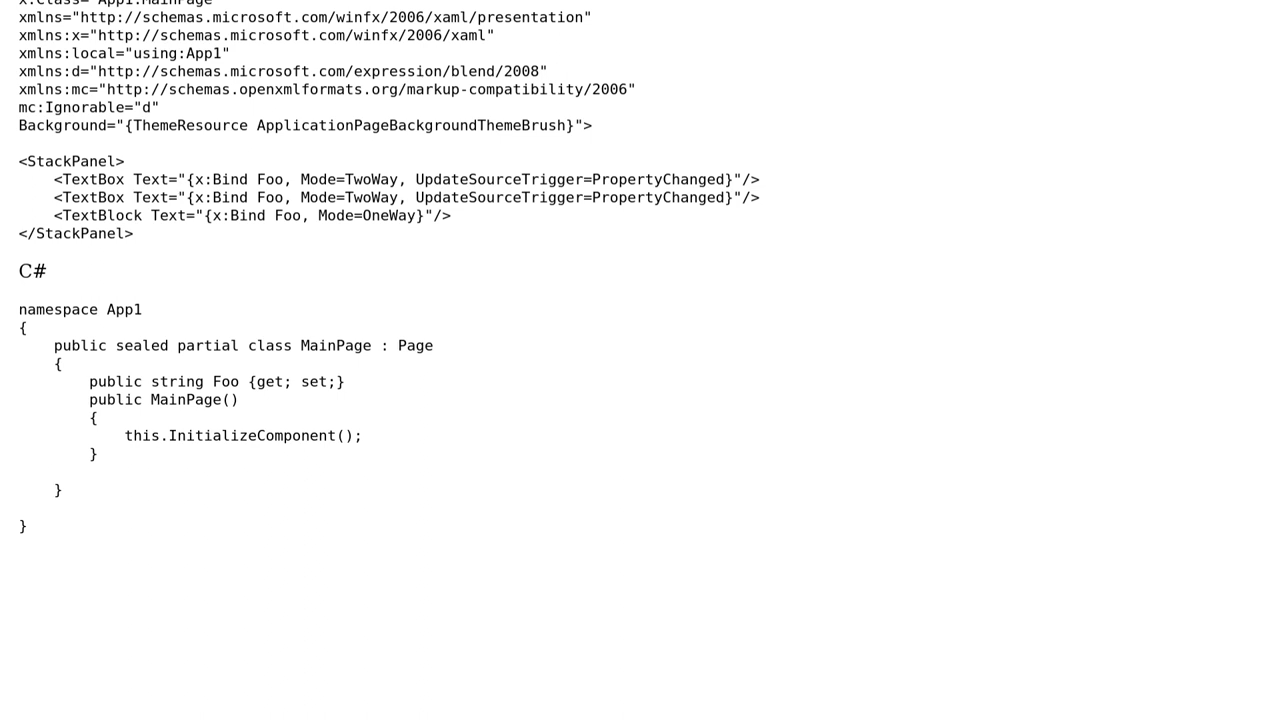 x:Class="App1.MainPage"
xmlns="http://schemas.microsoft.com/winfx/2006/xaml/presentation"
xmlns:x="http://schemas.microsoft.com/winfx/2006/xaml"
xmlns:local="using:App1"
xmlns:d="http://schemas.microsoft.com/expression/blend/2008"
xmlns:mc="http://schemas.openxmlformats.org/markup-compatibility/2006"
mc:Ignorable="d"
Background="{ThemeResource ApplicationPageBackgroundThemeBrush}">

<StackPanel>
    <TextBox Text="{x:Bind Foo, Mode=TwoWay, UpdateSourceTrigger=PropertyChanged}"/>
    <TextBox Text="{x:Bind Foo, Mode=TwoWay, UpdateSourceTrigger=PropertyChanged}"/>
    <TextBlock Text="{x:Bind Foo, Mode=OneWay}"/>
</StackPanel>

C#

namespace App1
{
    public sealed partial class MainPage : Page
    {
        public string Foo {get; set;}
        public MainPage()
        {
            this.InitializeComponent();
        }

    }

}